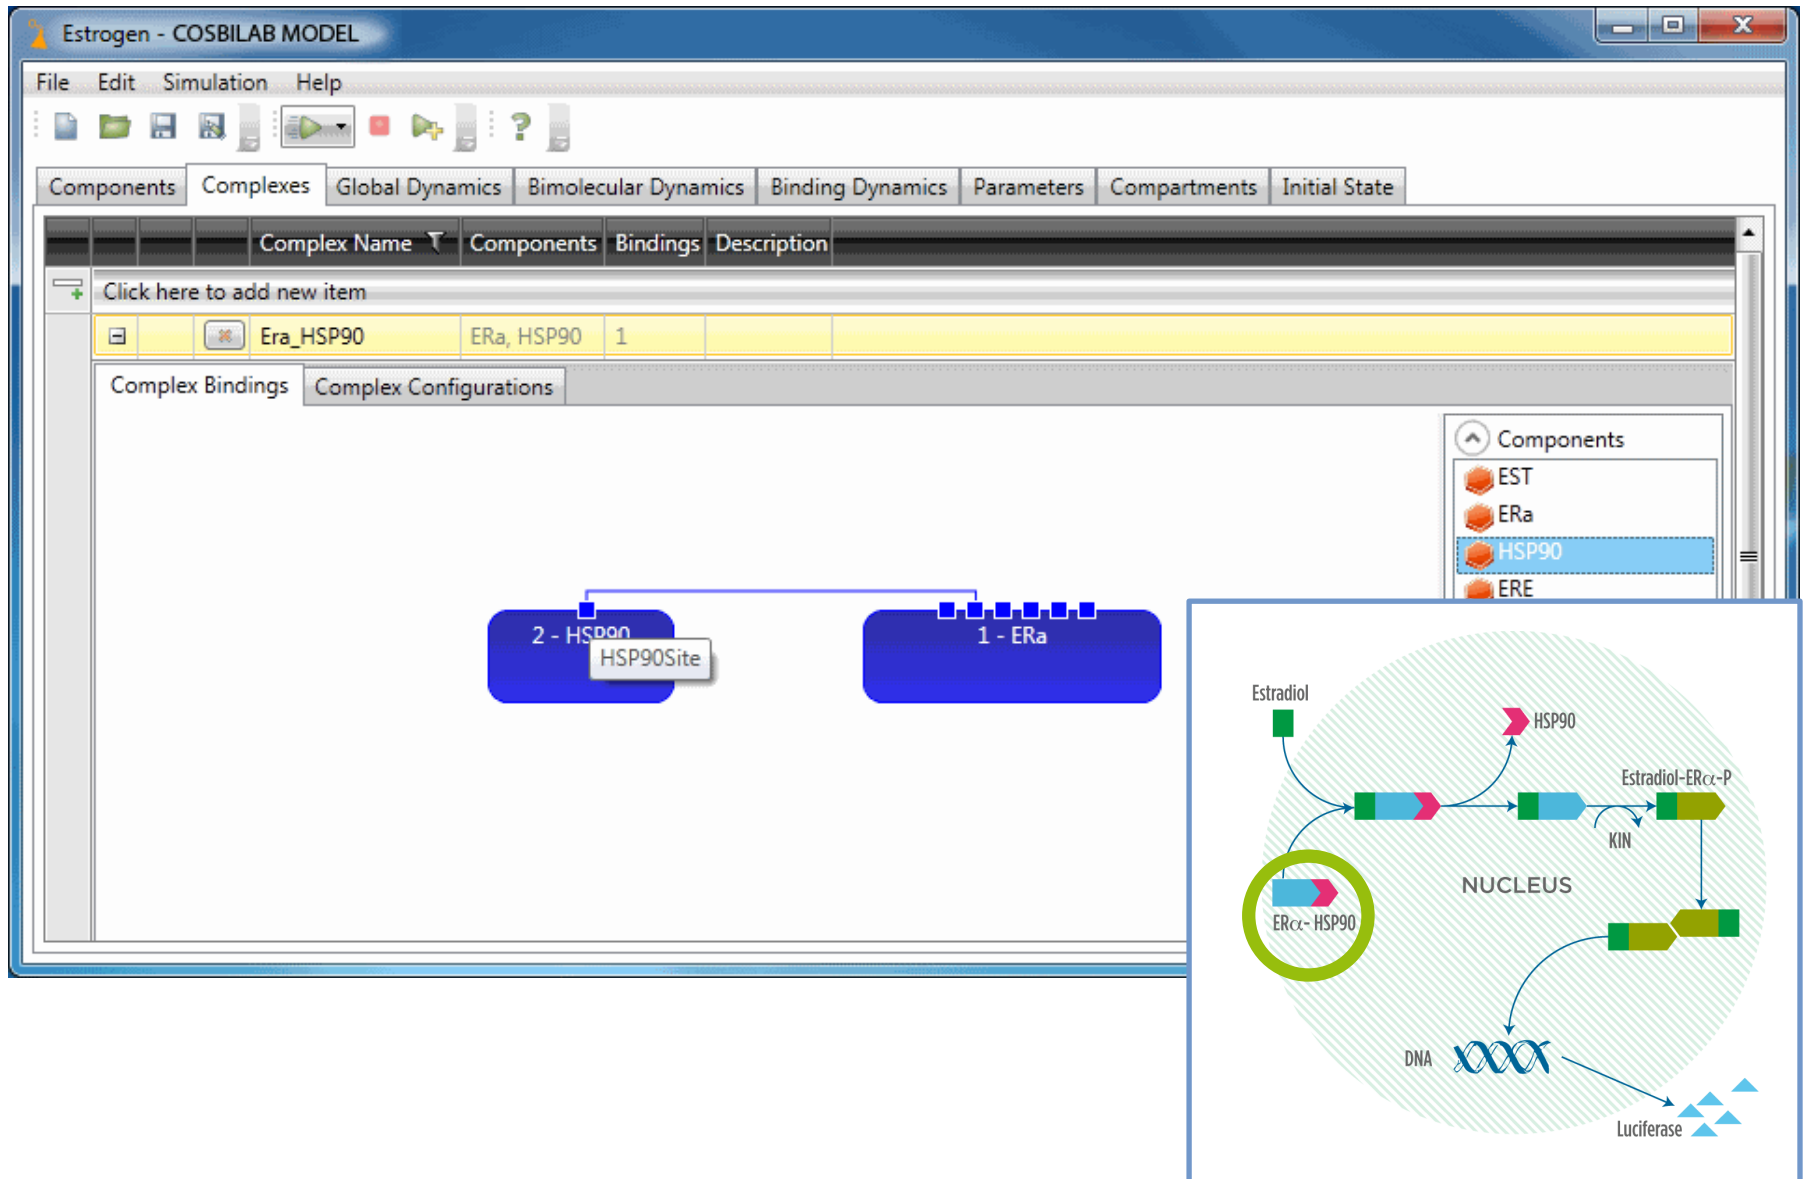 Estrogen - COSBILAB MODEL
File Edit Simulation Help
Components Complexes Global Dynamics Bimolecular Dynamics Binding Dynamics Parameters Compartments Initial State
Complex Name Components Bindings Description
Click here to add new item
Era_HSP90 ERa, HSP90 1
Complex Bindings Complex Configurations
Components
EST
ERa
HSP90
ERE
2 - HSP90
1 - ERa
HSP90Site
Estradiol
HSP90
Estradiol-ERα-P
KIN
NUCLEUS
ERα- HSP90
DNA
Luciferase